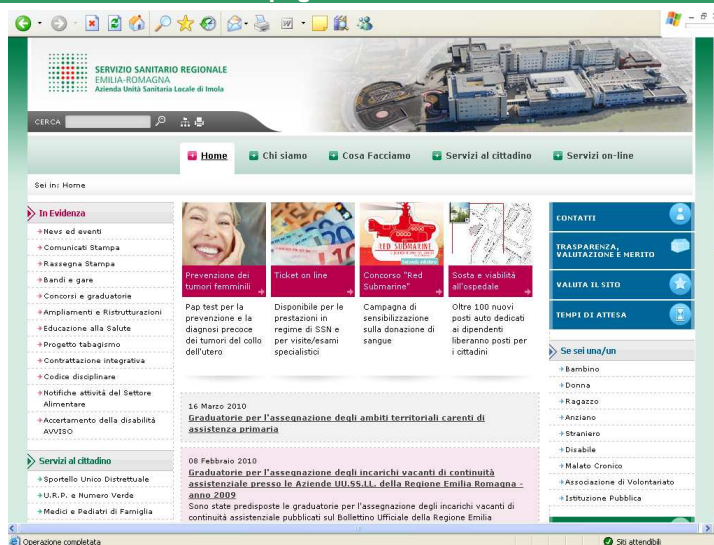 SERVIZIO SANITARIO REGIONALE
EMILIA-ROMAGNA
Azienda Unità Sanitaria Locale di Imola
CERCA
Home
Chi siamo
Cosa Facciamo
Servizi al cittadino
Servizi on-line
Sei in: Home
In Evidenza
News ed eventi
Comunicati Stampa
Rassegna Stampa
Bandi e gare
Concorsi e graduatorie
Ampliamenti e Ristrutturazioni
Educazione alla Salute
Progetto tabagismo
Contrattazione integrativa
Codice disciplinare
Notifiche attività del Settore
Alimentare
Accertamento della disabilità
AVVISO
Servizi al cittadino
Sportello Unico Distrettuale
U.R.P. e Numero Verde
Medici e Pediatri di Famiglia
Prevenzione dei
tumori femminili
Pap test per la
prevenzione e la
diagnosi precoce
dei tumori del collo
dell'utero
Ticket on line
Disponibile per le
prestazioni in
regime di SSN e
per visite/esami
specialistici
RED SUBMARINE
Concorso "Red
Submarine"
Campagna di
sensibilizzazione
sulla donazione di
sangue
Sosta e viabilità
all'ospedale
Oltre 100 nuovi
posti auto dedicati
ai dipendenti
liberanno posti per
i cittadini
16 Marzo 2010
Graduatorie per l'assegnazione degli ambiti territoriali carenti di
assistenza primaria
08 Febbraio 2010
Graduatorie per l'assegnazione degli incarichi vacanti di continuità
assistenziale presso le Aziende UU.SS.LL. della Regione Emilia Romagna -
anno 2009
Sono state predisposte le graduatorie per l'assegnazione degli incarichi vacanti di
continuità assistenziale pubblicati sul Bollettino Ufficiale della Regione Emilia
CONTATTI
TRASPARENZA,
VALUTAZIONE E MERITO
VALUTA IL SITO
TEMPI DI ATTESA
Se sei una/un
Bambino
Donna
Ragazzo
Anziano
Straniero
Disabile
Malato Cronico
Associazione di Volontariato
Istituzione Pubblica
Operazione completata
Siti attendibili